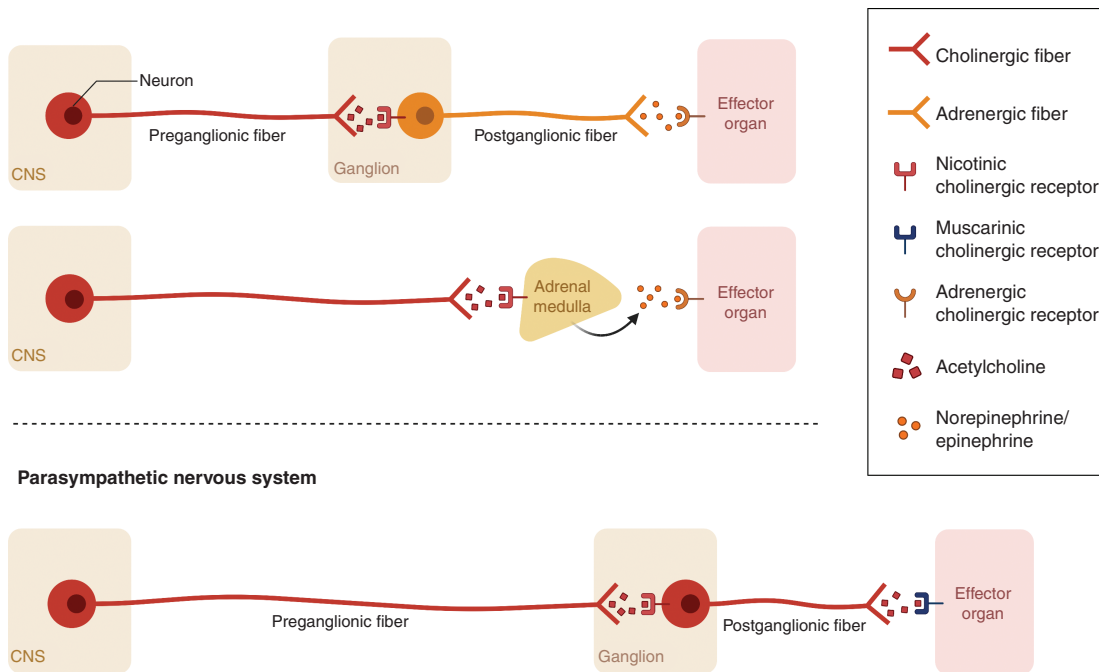 Neuron
Preganglionic fiber
CNS
Ganglion
Postganglionic fiber
Effector
organ
CNS
Adrenal
medulla
Effector
organ
Cholinergic fiber
Adrenergic fiber
Nicotinic
cholinergic receptor
Muscarinic
cholinergic receptor
Adrenergic
cholinergic receptor
Acetylcholine
Norepinephrine/
epinephrine
Parasympathetic nervous system
CNS
Preganglionic fiber
Ganglion
Postganglionic fiber
Effector
organ